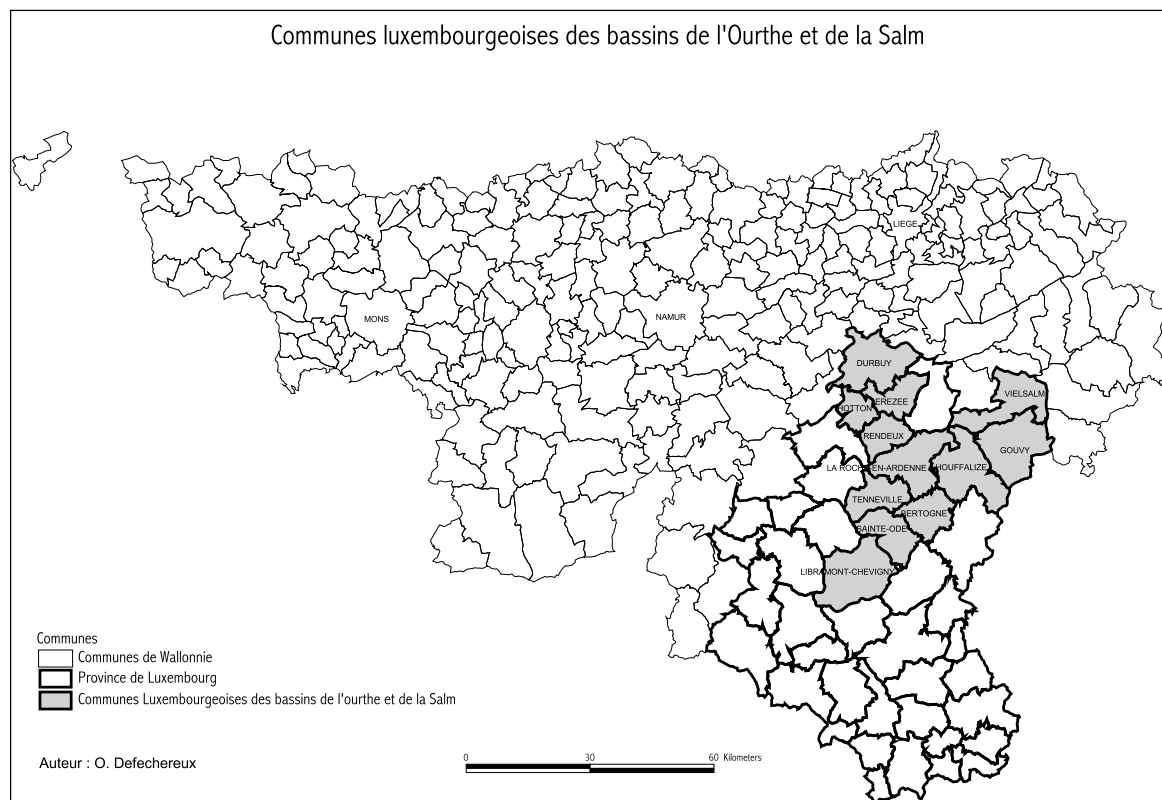 Communes luxembourgeoises des bassins de l'Ourthe et de la Salm
LIEGE
MONS
NAMUR
DURBUY
EREZEE
VIELSALM
HOTTON
RENDEUX
GOUVY
LA ROCHE-EN-ARDENNE
HOUFFALIZE
TENNEVILLE
BERTOGNE
SAINTE-ODE
LIBRAMONT-CHEVIGNY
Communes
Communes de Wallonnie
Province de Luxembourg
Communes Luxembourgeoises des bassins de l'ourthe et de la Salm
Auteur : O. Defechereux
0 30 60 Kilometers